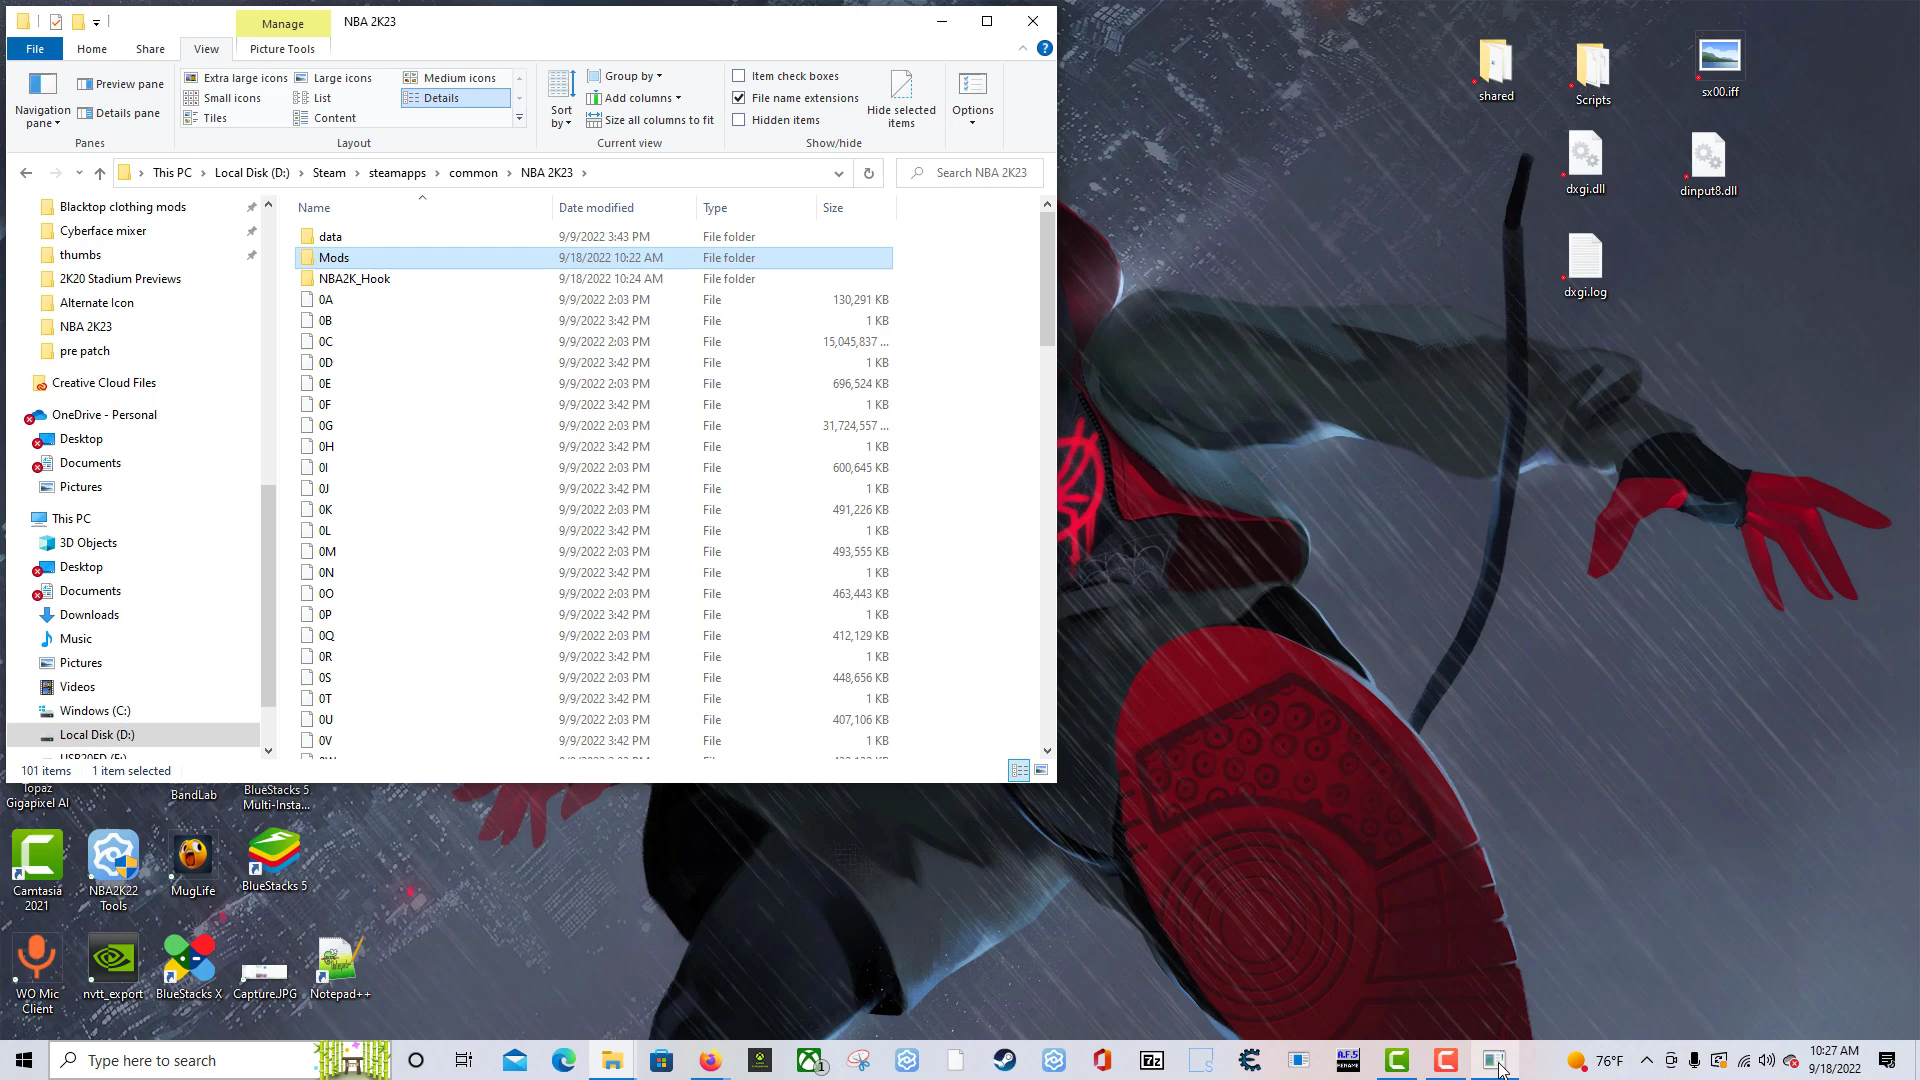 Manage
NBA 2K23
File
Home
Share
View
Picture Tools
Navigation
pane
Preview pane
Details pane
Panes
Extra large icons
Large icons
Medium icons
Small icons
List
Details
Tiles
Content
Layout
Sort
by
Group by
Add columns
Size all columns to fit
Current view
Item check boxes
File name extensions
Hidden items
Hide selected
items
Show/hide
Options
This PC
Local Disk (D:)
Steam
steamapps
common
NBA 2K23
Search NBA 2K23
Blacktop clothing mods
Cyberface mixer
thumbs
2K20 Stadium Previews
Alternate Icon
NBA 2K23
pre patch
Creative Cloud Files
OneDrive - Personal
Desktop
Documents
Pictures
This PC
3D Objects
Desktop
Documents
Downloads
Music
Pictures
Videos
Windows (C:)
Local Disk (D:)
Name Date modified Type Size
data 9/9/2022 3:43 PM File folder
Mods 9/18/2022 10:22 AM File folder
NBA2K_Hook 9/18/2022 10:24 AM File folder
0A 9/9/2022 2:03 PM File 130,291 KB
0B 9/9/2022 3:42 PM File 1 KB
0C 9/9/2022 2:03 PM File 15,045,837 ...
0D 9/9/2022 3:42 PM File 1 KB
0E 9/9/2022 2:03 PM File 696,524 KB
0F 9/9/2022 3:42 PM File 1 KB
0G 9/9/2022 2:03 PM File 31,724,557 ...
0H 9/9/2022 3:42 PM File 1 KB
0I 9/9/2022 2:03 PM File 600,645 KB
0J 9/9/2022 3:42 PM File 1 KB
0K 9/9/2022 2:03 PM File 491,226 KB
0L 9/9/2022 3:42 PM File 1 KB
0M 9/9/2022 2:03 PM File 493,555 KB
0N 9/9/2022 3:42 PM File 1 KB
0O 9/9/2022 2:03 PM File 463,443 KB
0P 9/9/2022 3:42 PM File 1 KB
0Q 9/9/2022 2:03 PM File 412,129 KB
0R 9/9/2022 3:42 PM File 1 KB
0S 9/9/2022 2:03 PM File 448,656 KB
0T 9/9/2022 3:42 PM File 1 KB
0U 9/9/2022 2:03 PM File 407,106 KB
0V 9/9/2022 3:42 PM File 1 KB
101 items
1 item selected
shared
Scripts
sx00.iff
dxgi.dll
dinput8.dll
dxgi.log
Topaz
Gigapixel AI
BandLab
BlueStacks 5
Multi-Insta...
Camtasia
2021
NBA2K22
Tools
MugLife
BlueStacks 5
WO Mic
Client
nvtt_export
BlueStacks X
Capture.JPG
Notepad++
Type here to search
1
7z
A.F.5
RENAME
76°F
10:27 AM
9/18/2022